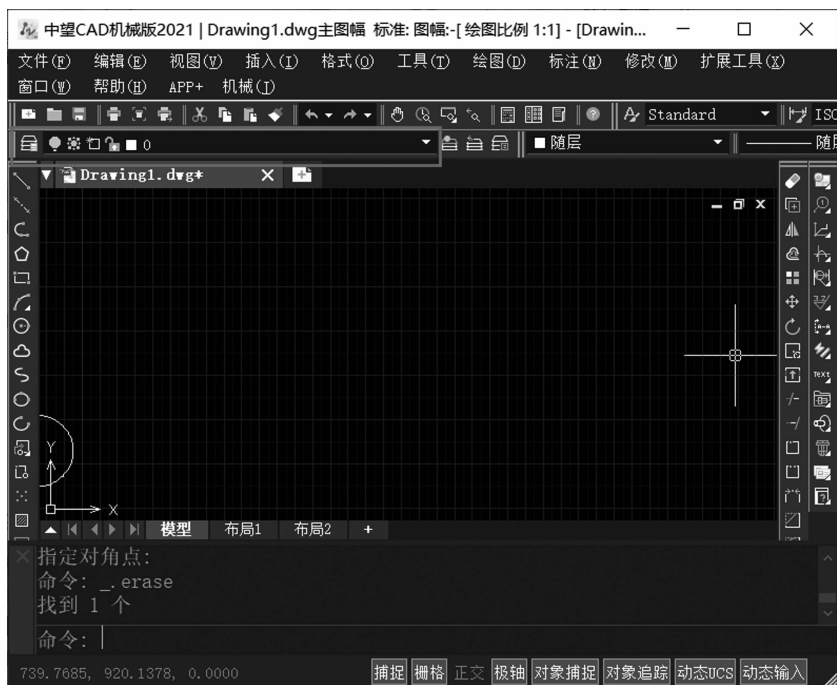 中望CAD机械版2021 | Drawing1.dwg主图幅 标准: 图幅:-[ 绘图比例 1:1] - [Drawin...
文件(F) 编辑(E) 视图(V) 插入(I) 格式(O) 工具(T) 绘图(D) 标注(N) 修改(M) 扩展工具(X)
窗口(W) 帮助(H) APP+ 机械(I)
Standard ISO
0 随层 随层
Drawing1.dwg*
TEXT
Y
X
模型 布局1 布局2 +
指定对角点:
命令: _.erase
找到 1 个
命令:
739.7685, 920.1378, 0.0000 捕捉 栅格 正交 极轴 对象捕捉 对象追踪 动态UCS 动态输入